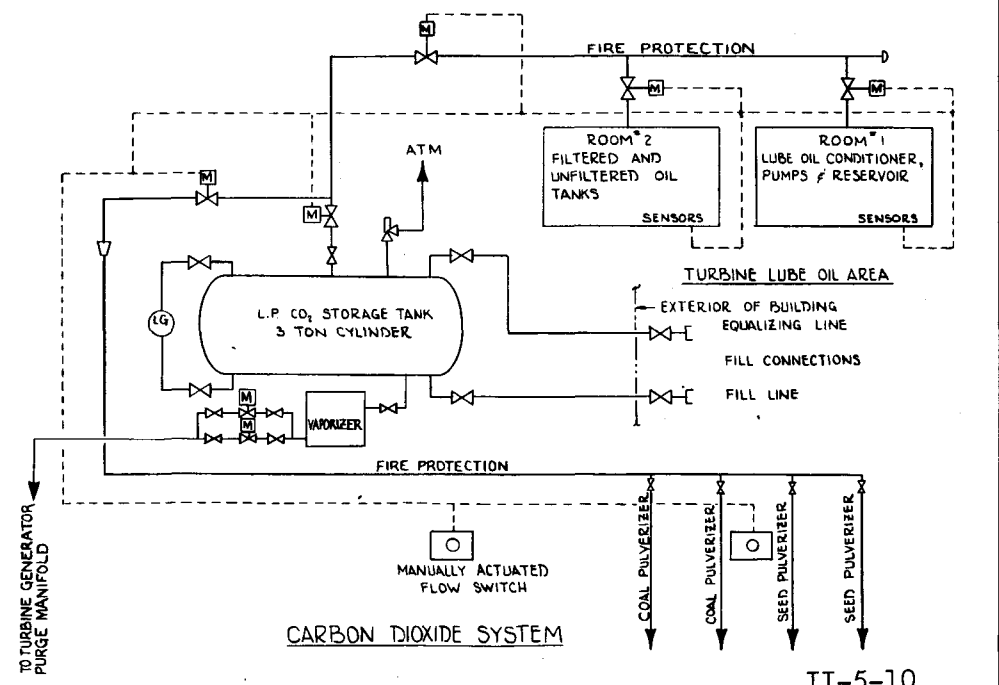 M
FIRE PROTECTION
M
M
ROOM #2
FILTERED AND
UNFILTERED OIL
TANKS
SENSORS
ROOM #1
LUBE OIL CONDITIONER,
PUMPS & RESERVOIR
SENSORS
ATM
M
M
TURBINE LUBE OIL AREA
L.P. CO₂ STORAGE TANK
3 TON CYLINDER
LG
EXTERIOR OF BUILDING
EQUALIZING LINE
FILL CONNECTIONS
FILL LINE
M
M
VAPORIZER
FIRE PROTECTION
TO TURBINE GENERATOR
PURGE MANIFOLD
MANUALLY ACTUATED
FLOW SWITCH
COAL PULVERIZER
COAL PULVERIZER
SEED PULVERIZER
SEED PULVERIZER
CARBON DIOXIDE SYSTEM
II-5-10